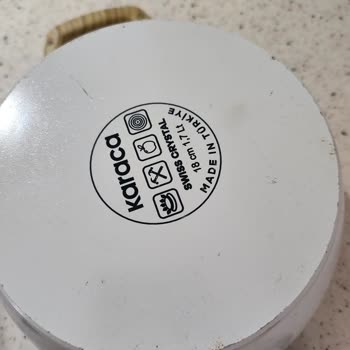 karaca
SWISS CRYSTAL
18 cm 1,7 Lt
MADE IN TÜRKİYE